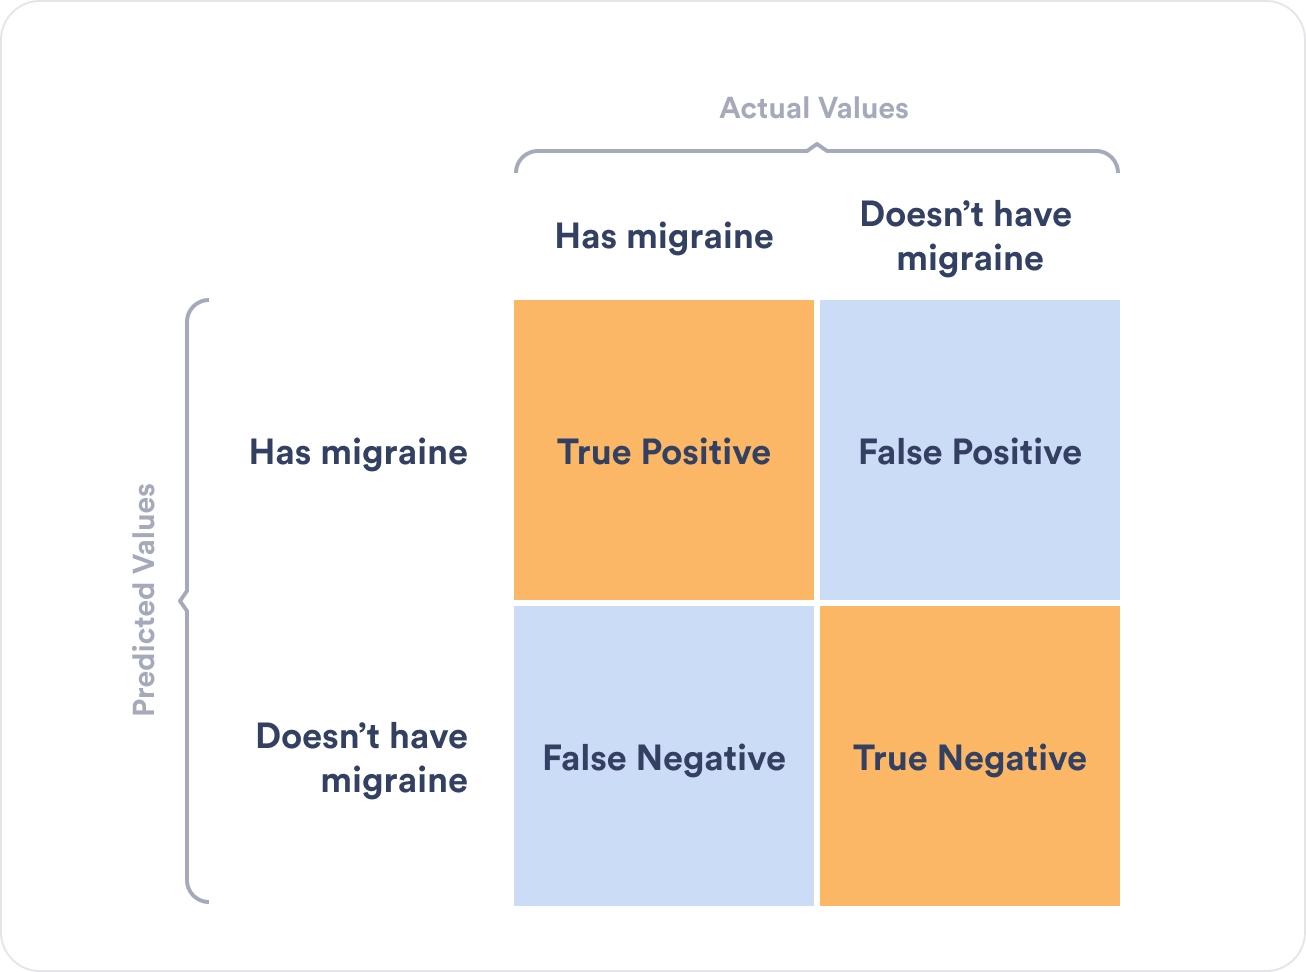 Actual Values
Has migraine
Doesn’t have
migraine
Predicted Values
Has migraine
True Positive
False Positive
Doesn’t have
migraine
False Negative
True Negative